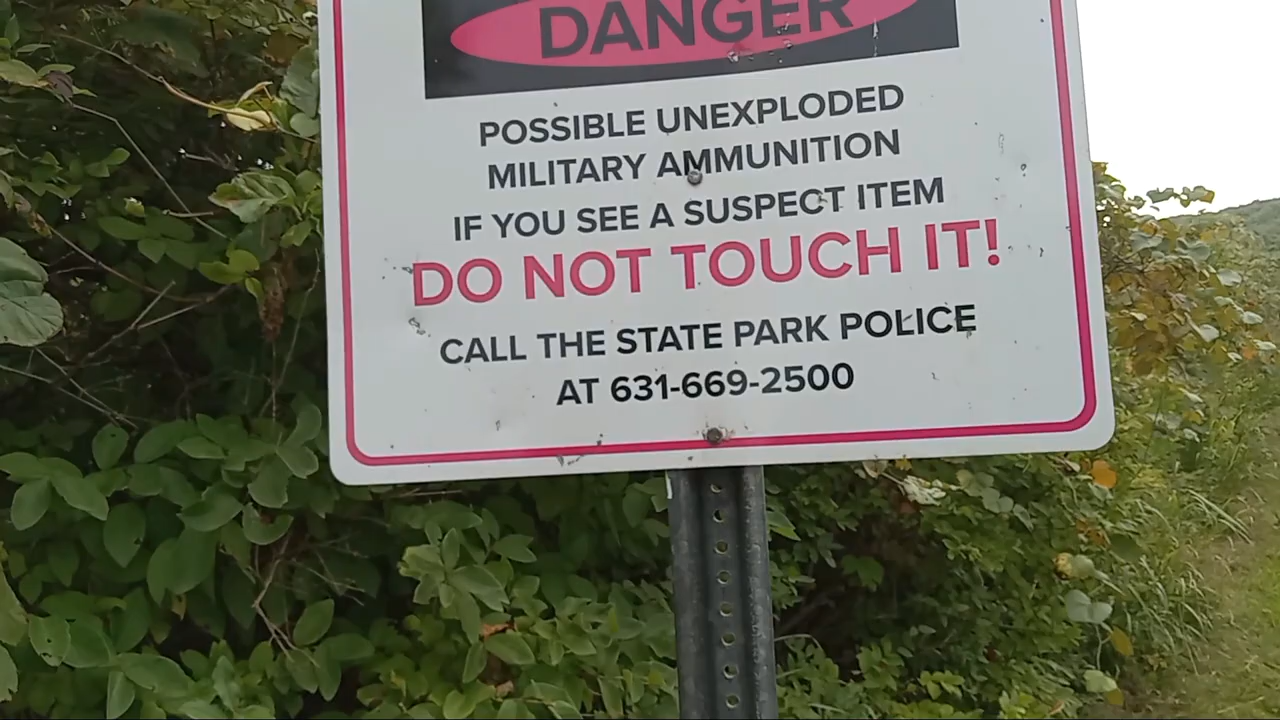 DANGER
POSSIBLE UNEXPLODED
MILITARY AMMUNITION
IF YOU SEE A SUSPECT ITEM
DO NOT TOUCH IT!
CALL THE STATE PARK POLICE
AT 631-669-2500